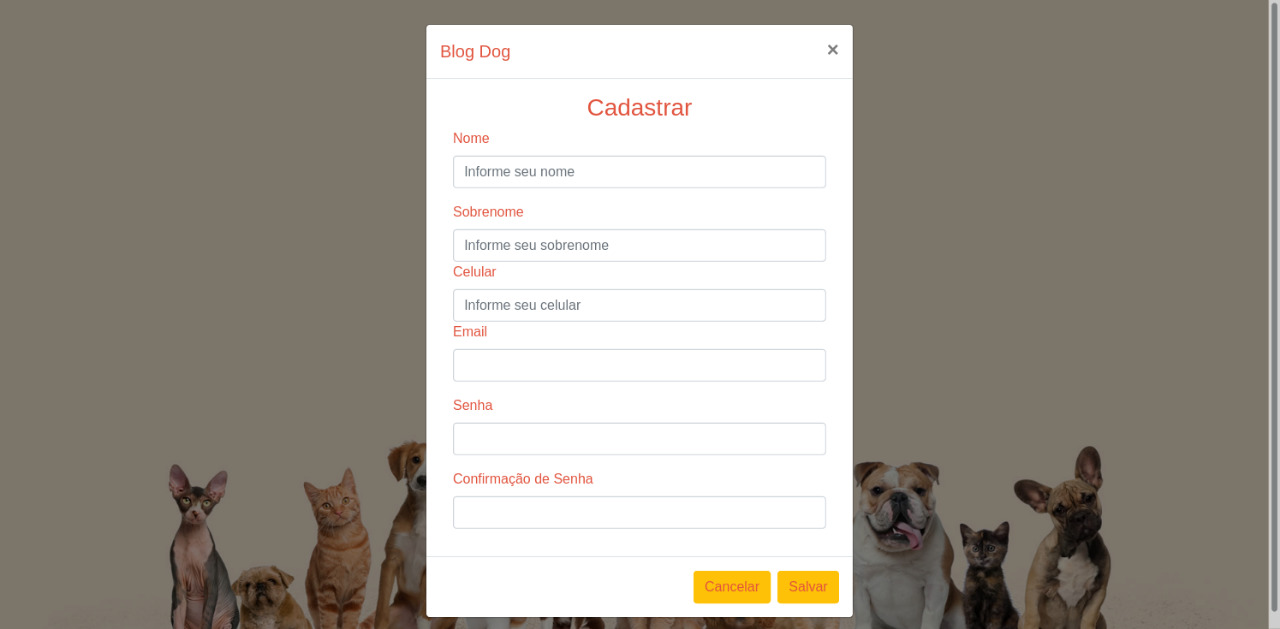 Blog Dog
×
Cadastrar
Nome
Informe seu nome
Sobrenome
Informe seu sobrenome
Celular
Informe seu celular
Email
Senha
Confirmação de Senha
Cancelar Salvar